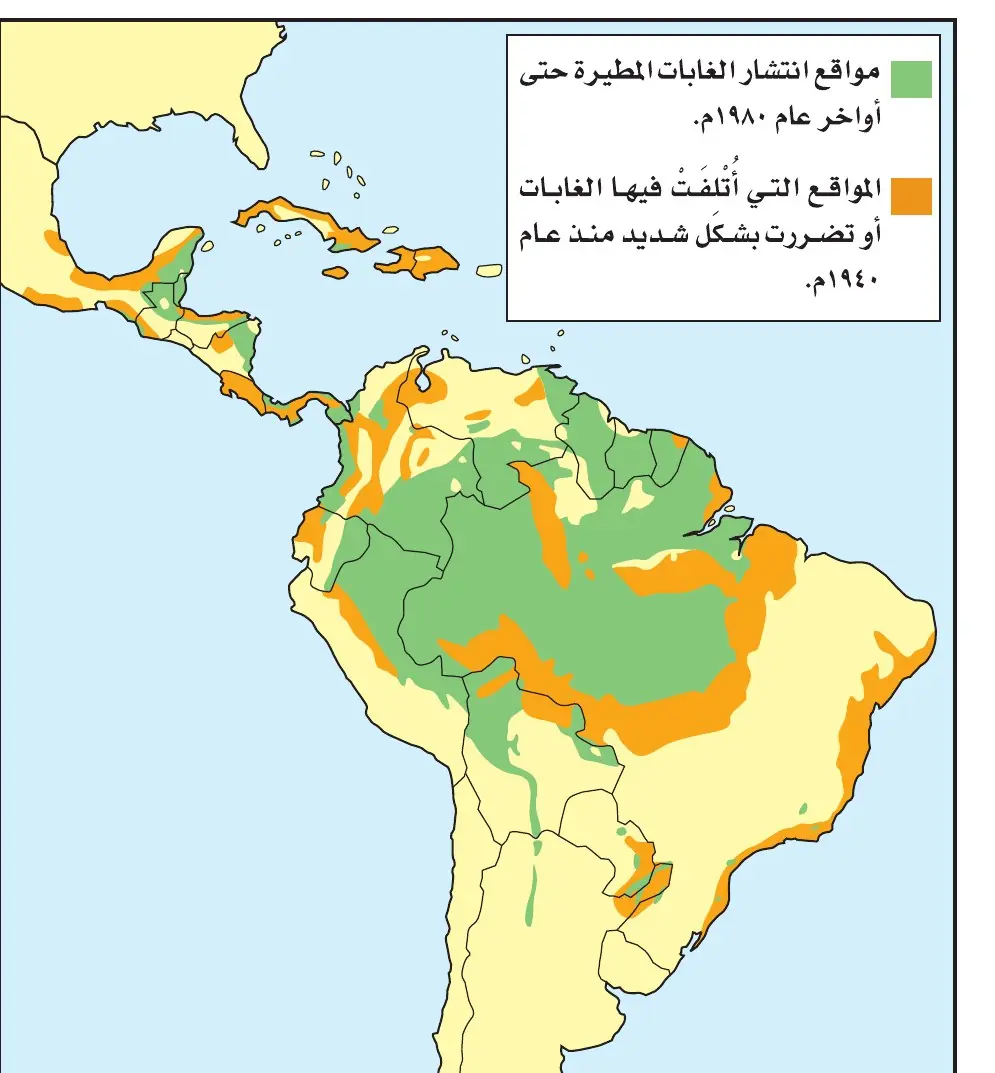 مواقع انتشار الغابات المطيرة حتى
أواخر عام ١٩٨٠م.
المواقع التي أُتْلفَتْ فيها الغابات
أو تضررت بشكَل شديد منذ عام
١٩٤٠م.